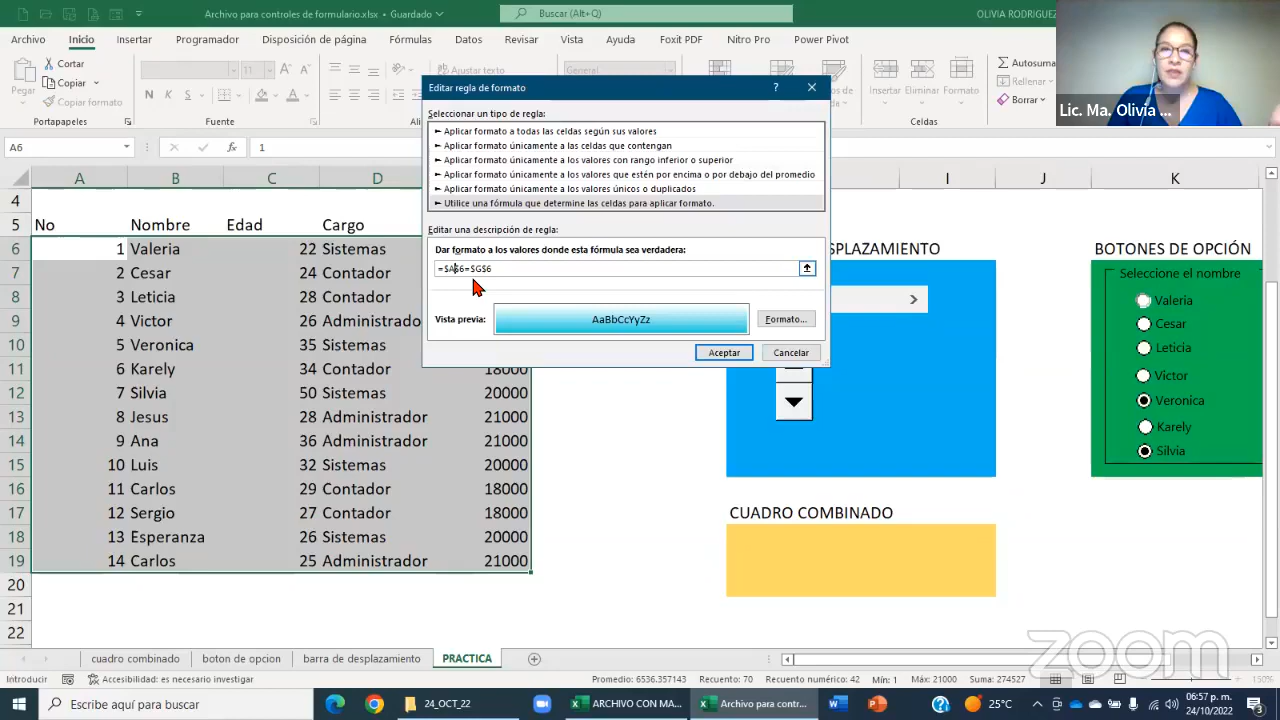 Archivo para controles de formulario.xlsx • Guardado
Buscar (Alt+Q)
OLIVIA RODRIGUEZ
Archivo
Inicio
Insertar
Programador
Disposición de página
Fórmulas
Datos
Revisar
Vista
Ayuda
Foxit PDF
Nitro Pro
Power Pivot
Cortar
Copiar
Copiar formato
Portapapeles
Fuente
Ajustar texto
General
Celdas
Autosuma
Rellenar
Borrar
Lic. Ma. Olivia ...
A6
1
Editar regla de formato
Seleccionar un tipo de regla:
► Aplicar formato a todas las celdas según sus valores
► Aplicar formato únicamente a las celdas que contengan
► Aplicar formato únicamente a los valores con rango inferior o superior
► Aplicar formato únicamente a los valores que estén por encima o por debajo del promedio
► Aplicar formato únicamente a los valores únicos o duplicados
► Utilice una fórmula que determine las celdas para aplicar formato.
Editar una descripción de regla:
Dar formato a los valores donde esta fórmula sea verdadera:
=$A$6=$G$6
Vista previa:
AaBbCcYyZz
Formato...
Aceptar
Cancelar
A B C D I J K
4
5 No Nombre Edad Cargo
6 1 Valeria 22 Sistemas
7 2 Cesar 24 Contador
8 3 Leticia 28 Contador
9 4 Victor 26 Administrador
10 5 Veronica 26 Sistemas
11 6 Karely 34 Contador 18000
12 7 Silvia 50 Sistemas 20000
13 8 Jesus 28 Administrador 21000
14 9 Ana 36 Administrador 21000
15 10 Luis 32 Sistemas 20000
16 11 Carlos 29 Contador 18000
17 12 Sergio 27 Contador 18000
18 13 Esperanza 26 Sistemas 20000
19 14 Carlos 25 Administrador 21000
20
21
22
SPLAZAMIENTO
CUADRO COMBINADO
BOTONES DE OPCIÓN
Seleccione el nombre
Valeria
Cesar
Leticia
Victor
Veronica
Karely
Silvia
zoom
cuadro combinado
boton de opcion
barra de desplazamiento
PRACTICA
Introducir
Accesibilidad: es necesario investigar
Promedio: 6536.357143
Recuento: 70
Recuento numérico: 42
Mín: 1
Máx: 21000
Suma: 274527
150%
Escribe aquí para buscar
24_OCT_22
ARCHIVO CON MA...
Archivo para contr...
25°C
06:57 p. m.
24/10/2022